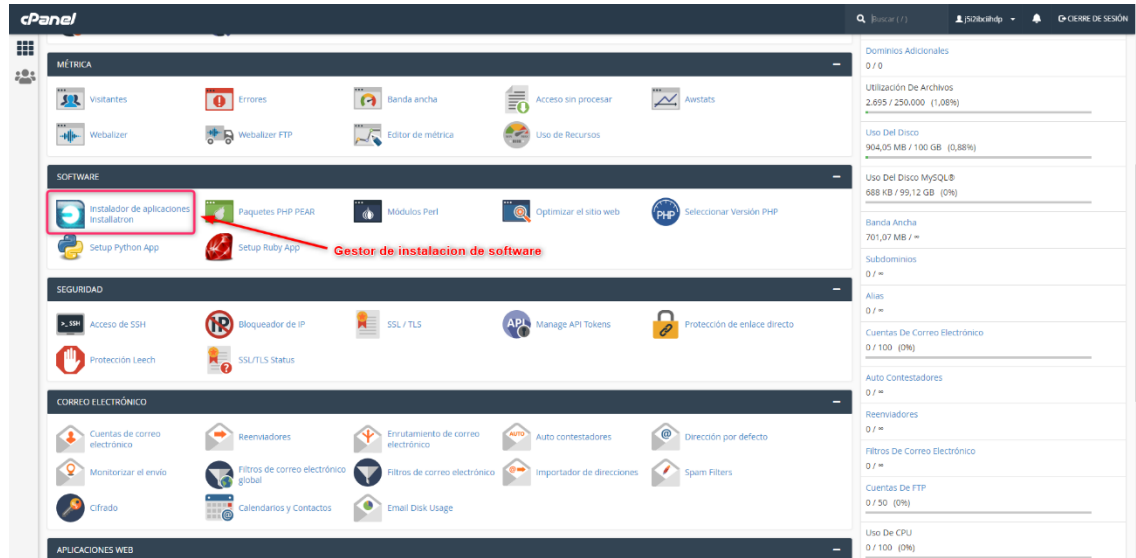 cPanel
Buscar ( / )
j5i2ibciihdp
CIERRE DE SESIÓN
MÉTRICA
Visitantes
Errores
Banda ancha
Acceso sin procesar
Awstats
Webalizer
Webalizer FTP
Editor de métrica
Uso de Recursos
SOFTWARE
Instalador de aplicaciones
Installatron
Paquetes PHP PEAR
Módulos Perl
Optimizar el sitio web
PHP
Seleccionar Versión PHP
Setup Python App
Setup Ruby App
Gestor de instalacion de software
SEGURIDAD
>_SSH
Acceso de SSH
IP
Bloqueador de IP
SSL / TLS
API
Manage API Tokens
Protección de enlace directo
Protección Leech
SSL/TLS Status
CORREO ELECTRÓNICO
Cuentas de correo
electrónico
Reenviadores
Enrutamiento de correo
electrónico
AUTO
Auto contestadores
@
Dirección por defecto
Monitorizar el envío
Filtros de correo electrónico
global
Filtros de correo electrónico
Importador de direcciones
Spam Filters
Cifrado
Calendarios y Contactos
Email Disk Usage
APLICACIONES WEB
Dominios Adicionales
0 / 0
Utilización De Archivos
2.695 / 250.000 (1,08%)
Uso Del Disco
904,05 MB / 100 GB (0,88%)
Uso Del Disco MySQL®
688 KB / 99,12 GB (0%)
Banda Ancha
701,07 MB / ∞
Subdominios
0 / ∞
Alias
0 / ∞
Cuentas De Correo Electrónico
0 / 100 (0%)
Auto Contestadores
0 / ∞
Reenviadores
0 / ∞
Filtros De Correo Electrónico
0 / ∞
Cuentas De FTP
0 / 50 (0%)
Uso De CPU
0 / 100 (0%)